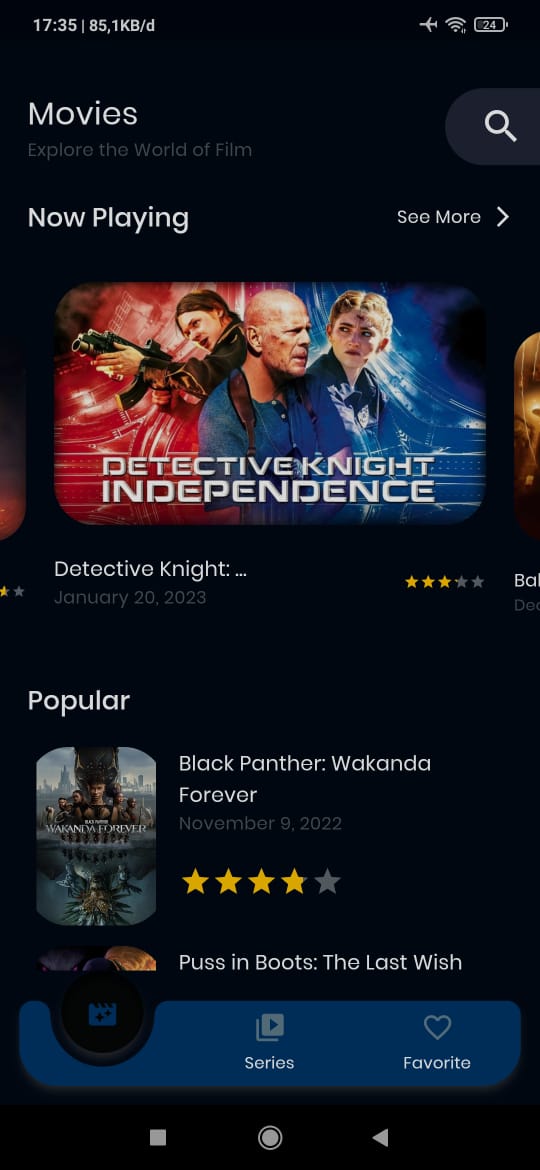 17:35 | 85,1KB/d
24
Movies
Explore the World of Film
Now Playing
See More
DETECTIVE KNIGHT
INDEPENDENCE
Detective Knight: ...
January 20, 2023
Bal
Dec
Popular
BLACK PANTHER
WAKANDA FOREVER
Black Panther: Wakanda
Forever
November 9, 2022
Puss in Boots: The Last Wish
Series
Favorite